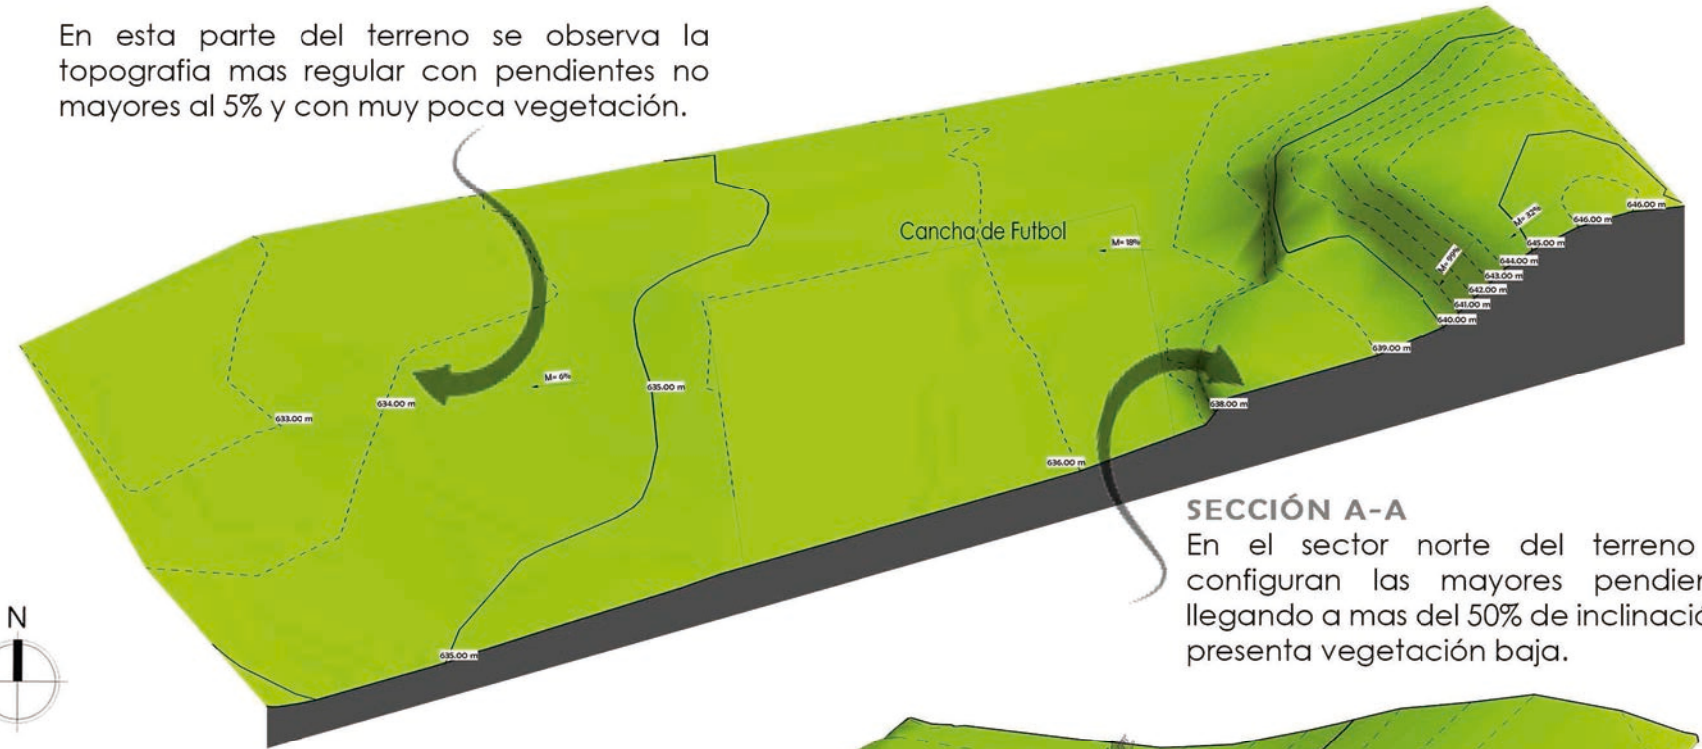 En esta parte del terreno se observa la
topografia mas regular con pendientes no
mayores al 5% y con muy poca vegetación.
Cancha de Futbol
M= 18%
M= 32%
646.00 m
646.00 m
645.00 m
644.00 m
M= 99%
643.00 m
642.00 m
641.00 m
640.00 m
639.00 m
638.00 m
M= 6%
635.00 m
634.00 m
633.00 m
636.00 m
635.00 m
N
SECCIÓN A-A
En el sector norte del terreno
configuran las mayores
llegando a mas del 50% de
presenta vegetación baja.